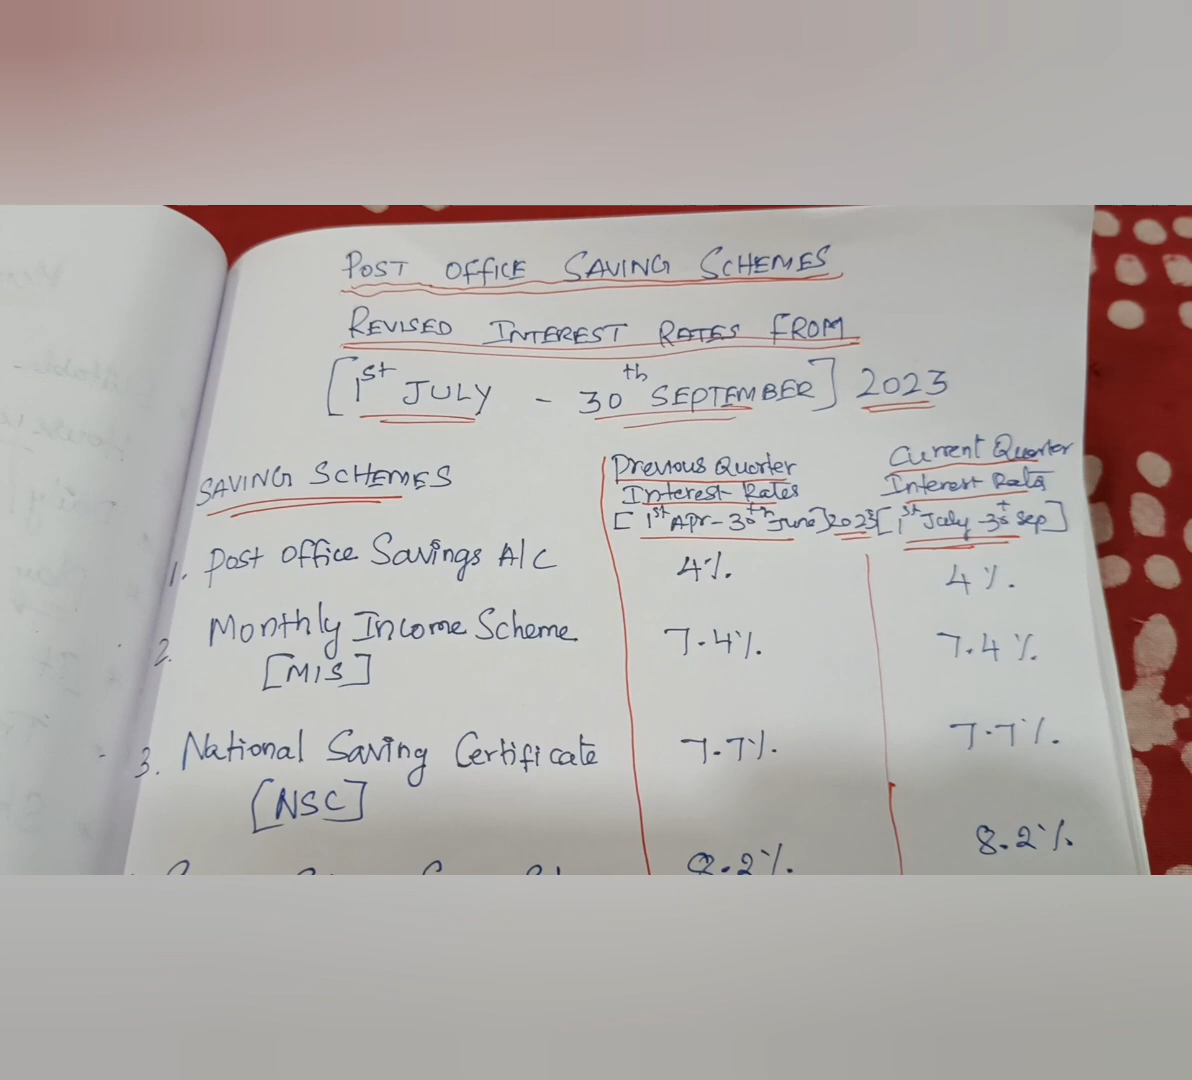 POST OFFICE SAVING SCHEMES
REVISED INTEREST RATES FROM
[1st JULY - 30th SEPTEMBER] 2023
SAVING SCHEMES
Previous Quarter
Interest Rates
[1st Apr - 30th June] 2023
Current Quarter
Interest Rates
[1st July - 30t Sep]
1. Post Office Savings A/C 4%. 4%.
2. Monthly Income Scheme 7.4%. 7.4%.
[MIS]
3. National Saving Certificate 7.7%. 7.7%.
[NSC]
8.2%. 8.2%.